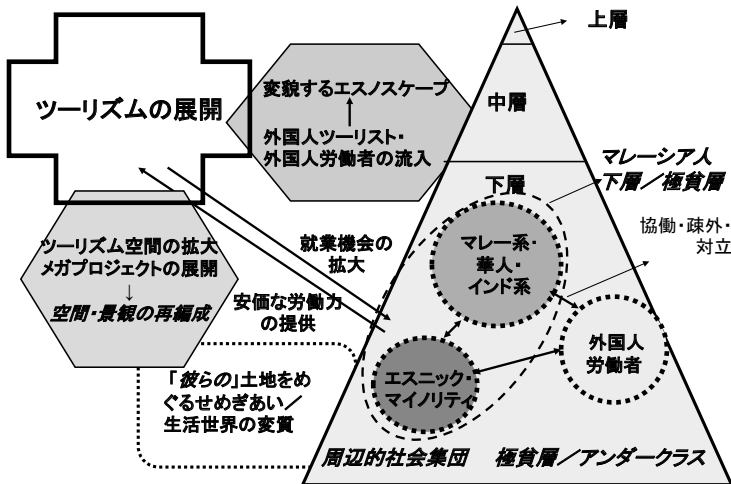 上層
変貌するエスノスケープ
ツーリズムの展開
中層
外国人ツーリスト・
外国人労働者の流入
マレーシア人
下層／極貧層
下層
協働・疎外・
対立
ツーリズム空間の拡大
メガプロジェクトの展開
↓
空間・景観の再編成
就業機会の
拡大
マレー系・
華人・
インド系
安価な労働力
の提供
外国人
労働者
エスニック・
マイノリティ
「彼らの」土地をめ
ぐるせめぎあい／
生活世界の変質
周辺的社会集団 極貧層／アンダークラス